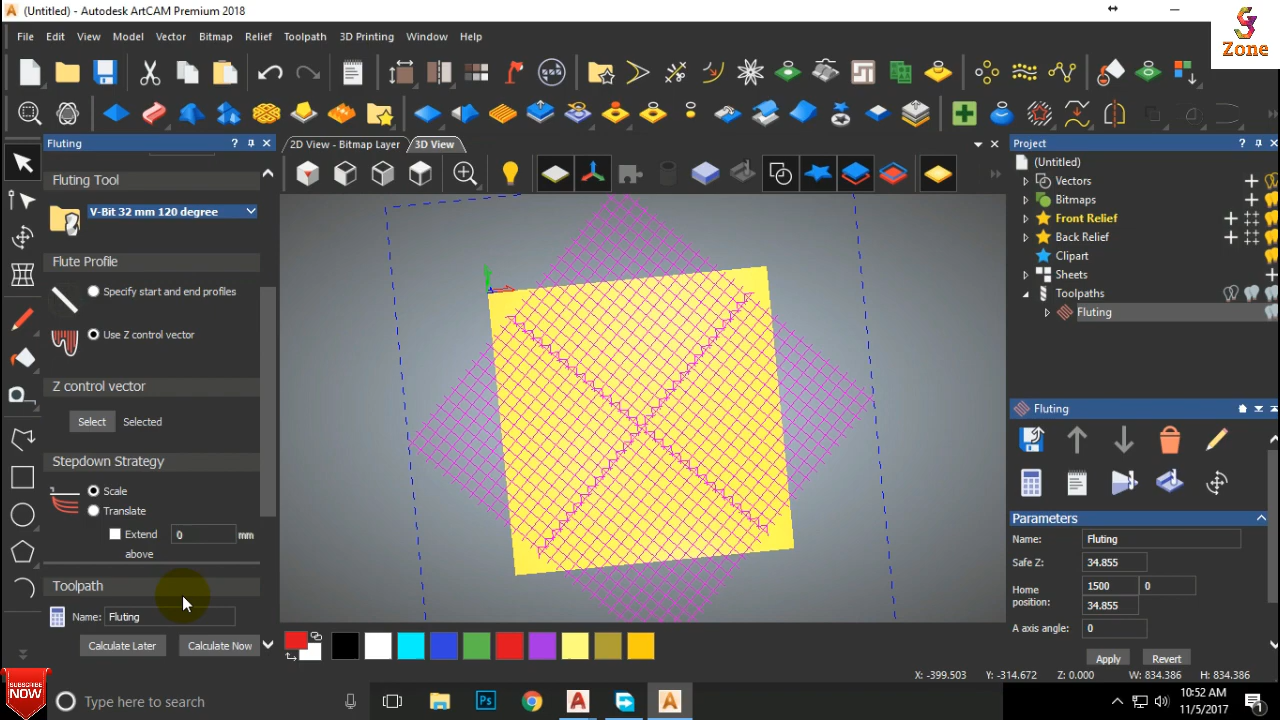 (Untitled) - Autodesk ArtCAM Premium 2018
G Zone
File Edit View Model Vector Bitmap Relief Toolpath 3D Printing Window Help
Fluting
2D View - Bitmap Layer
3D View
Project
Fluting Tool
V-Bit 32 mm 120 degree
Flute Profile
Specify start and end profiles
Use Z control vector
Z control vector
Select Selected
Stepdown Strategy
Scale
Translate
Extend 0 mm
above
Toolpath
Name: Fluting
Calculate Later Calculate Now
(Untitled)
Vectors
Bitmaps
Front Relief
Back Relief
Clipart
Sheets
Toolpaths
Fluting
Fluting
Parameters
Name: Fluting
Safe Z: 34.855
Home 1500 0
position: 34.855
A axis angle: 0
Apply Revert
X: -399.503 Y: -314.672 Z: 0.000 W: 834.386 H: 834.386
SUBSCRIBE
NOW
Type here to search
Ps
10:52 AM
11/5/2017
1